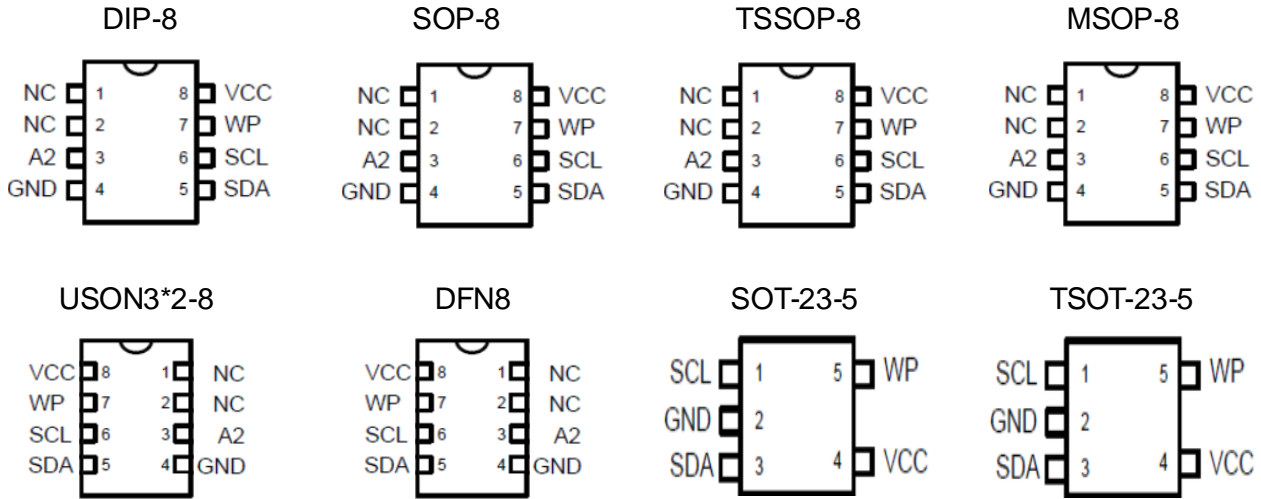 DIP-8 SOP-8 TSSOP-8 MSOP-8
NC 1 8 VCC NC 1 8 VCC NC 1 8 VCC NC 1 8 VCC
NC 2 7 WP NC 2 7 WP NC 2 7 WP NC 2 7 WP
A2 3 6 SCL A2 3 6 SCL A2 3 6 SCL A2 3 6 SCL
GND 4 5 SDA GND 4 5 SDA GND 4 5 SDA GND 4 5 SDA
USON3*2-8 DFN8 SOT-23-5 TSOT-23-5
VCC 8 1 NC VCC 8 1 NC SCL 1 5 WP SCL 1 5 WP
WP 7 2 NC WP 7 2 NC GND 2 GND 2
SCL 6 3 A2 SCL 6 3 A2 SDA 3 4 VCC SDA 3 4 VCC
SDA 5 4 GND SDA 5 4 GND